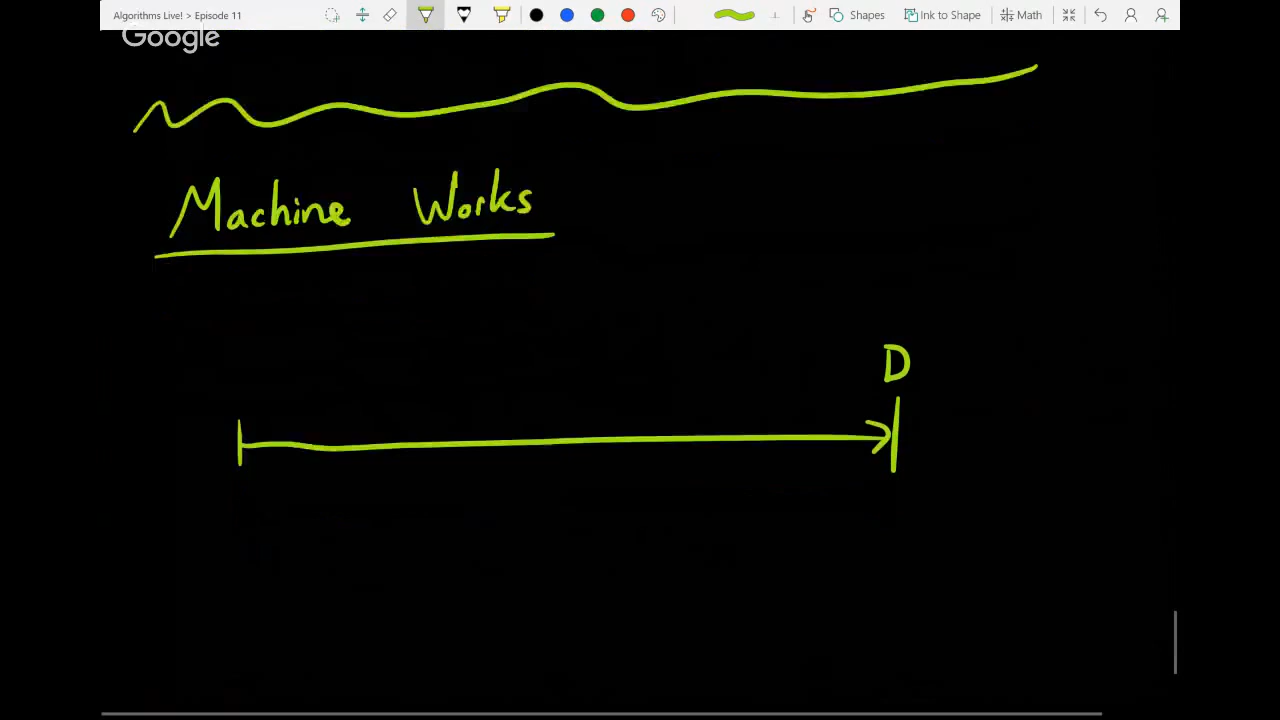 Algorithms Live! > Episode 11
Shapes
Ink to Shape
Math
Google
Machine Works
D